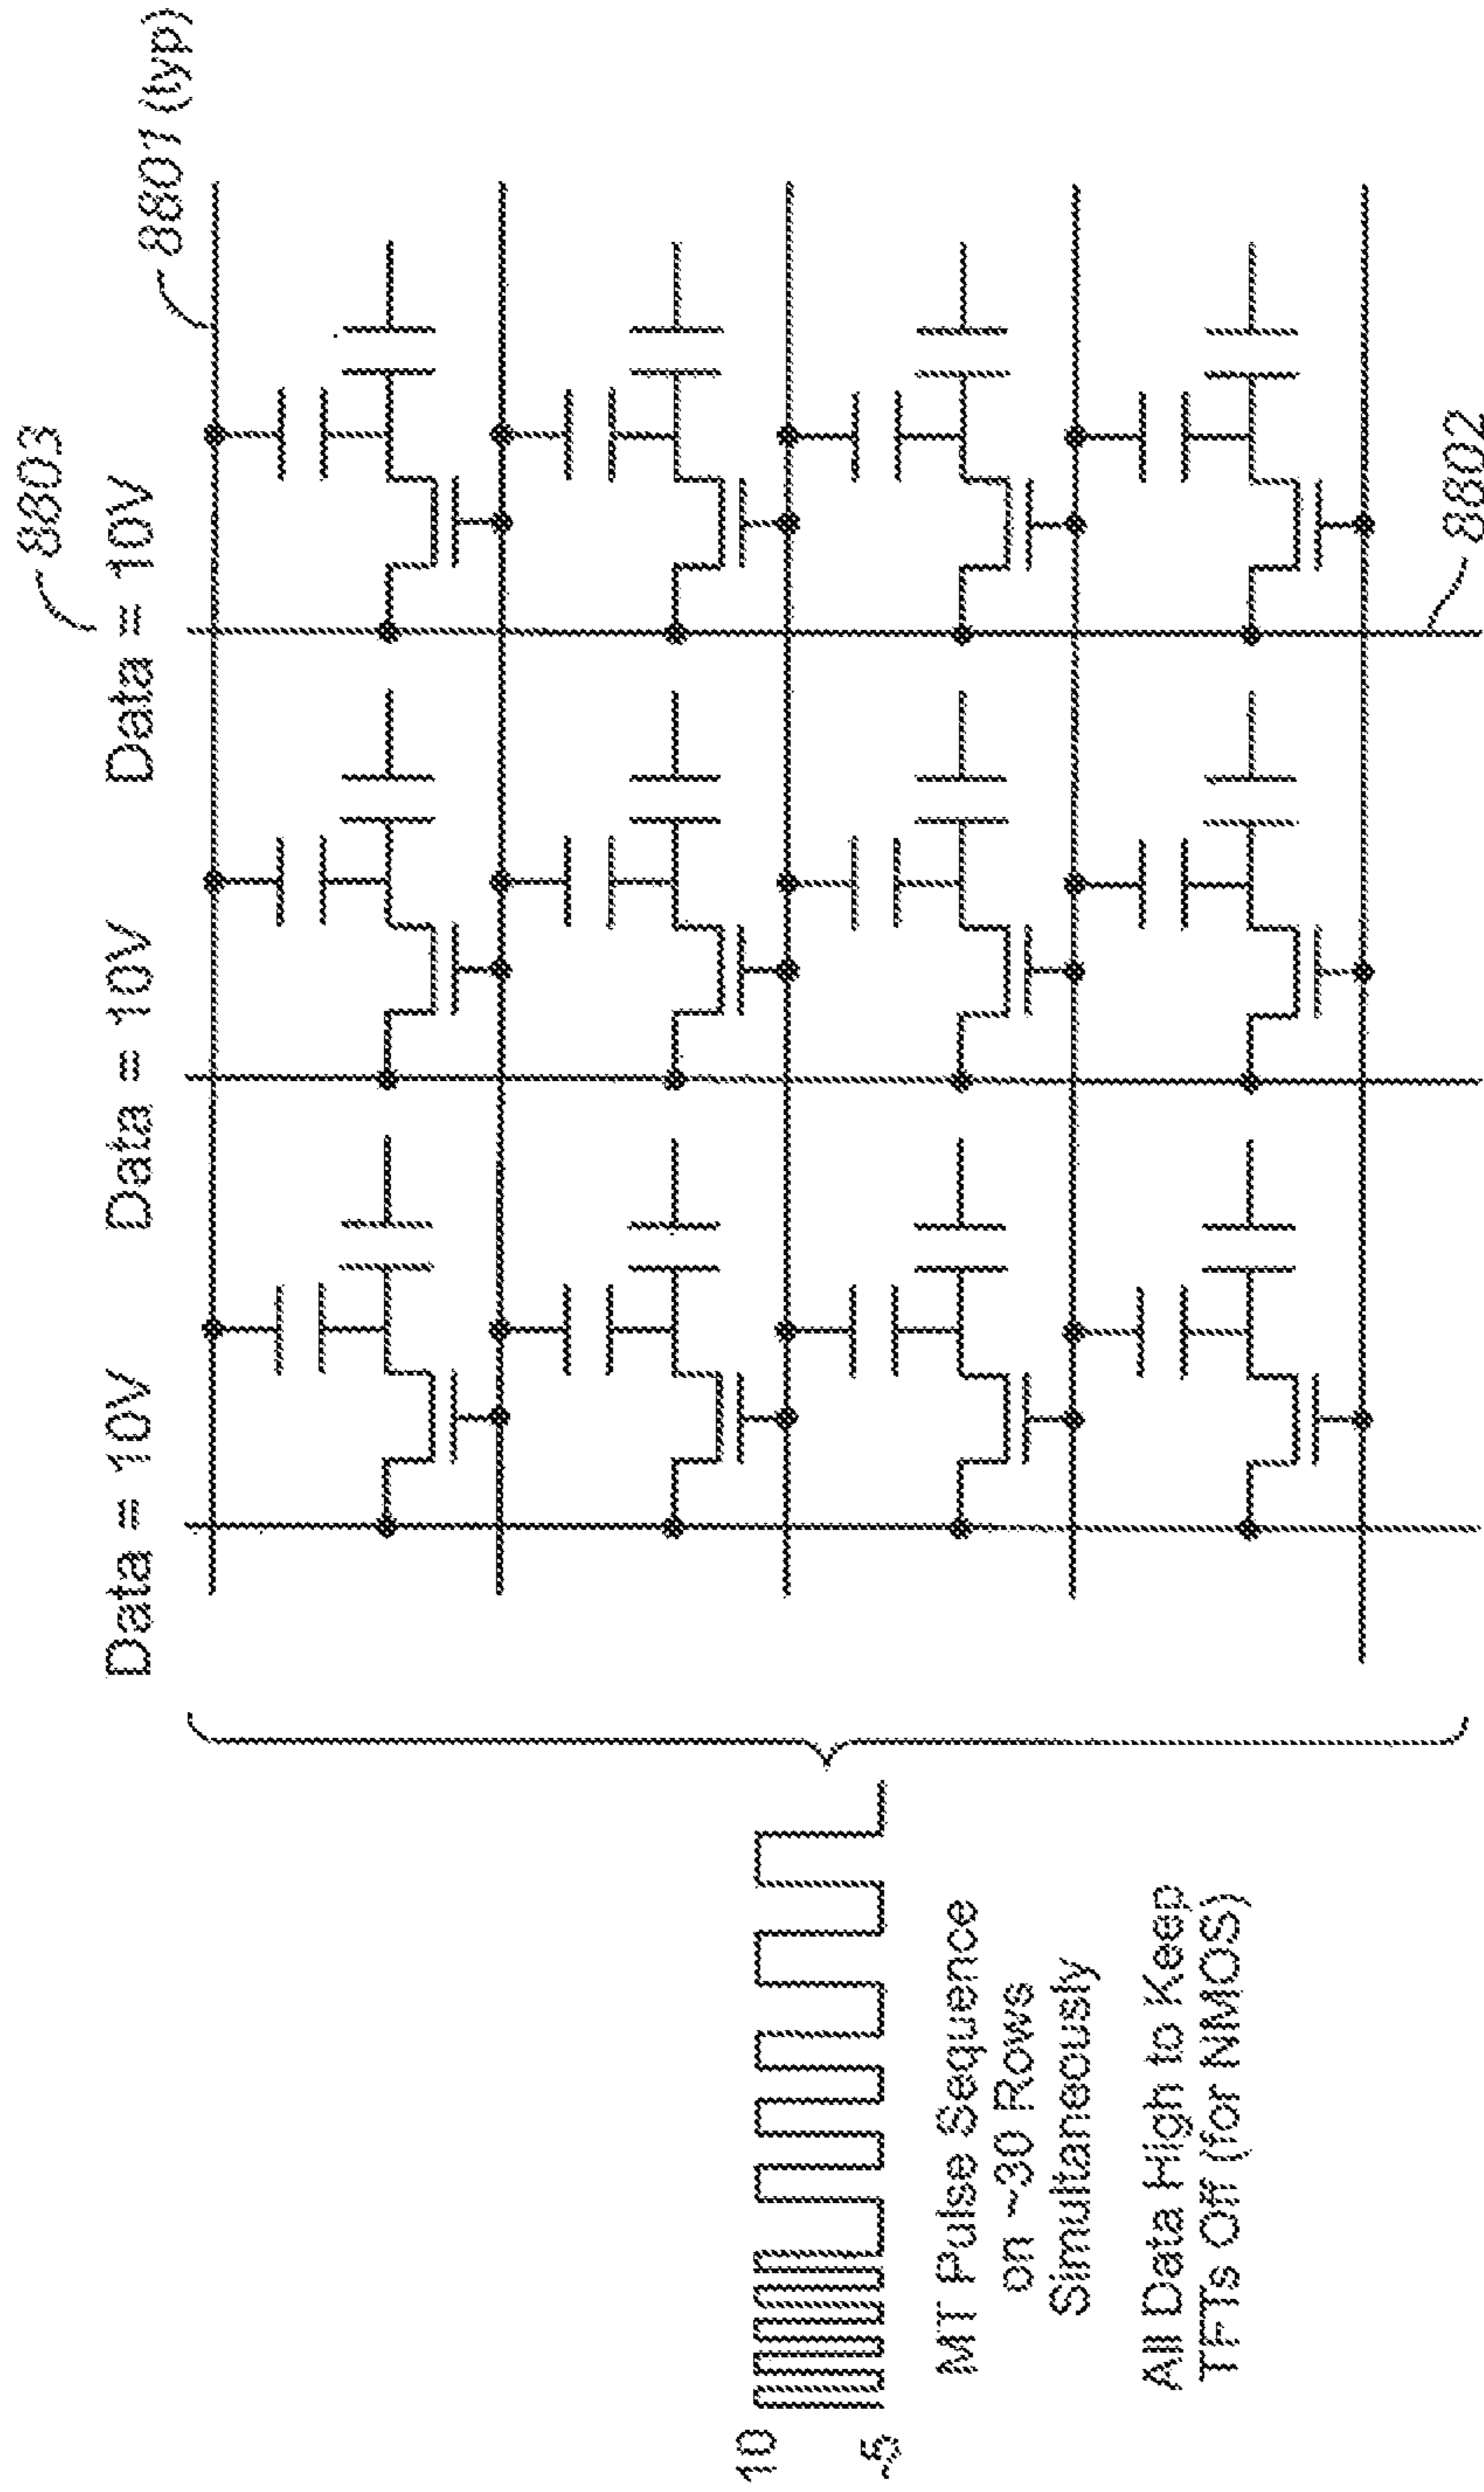 8803
8801 (typ)
Data = 10V
Data = 10V
Data = 10V
8802
10
-5
MT Pulse Sequence
on ~30 Rows
Simultaneously
All Data High to Keep
TFTs Off (for NMOS)